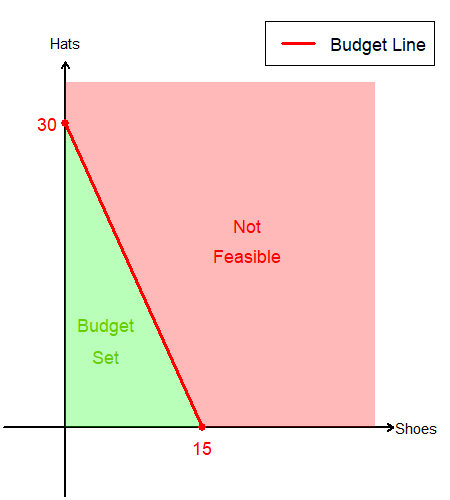 Budget Line
Hats
30
Not
Feasible
Budget
Set
Shoes
15